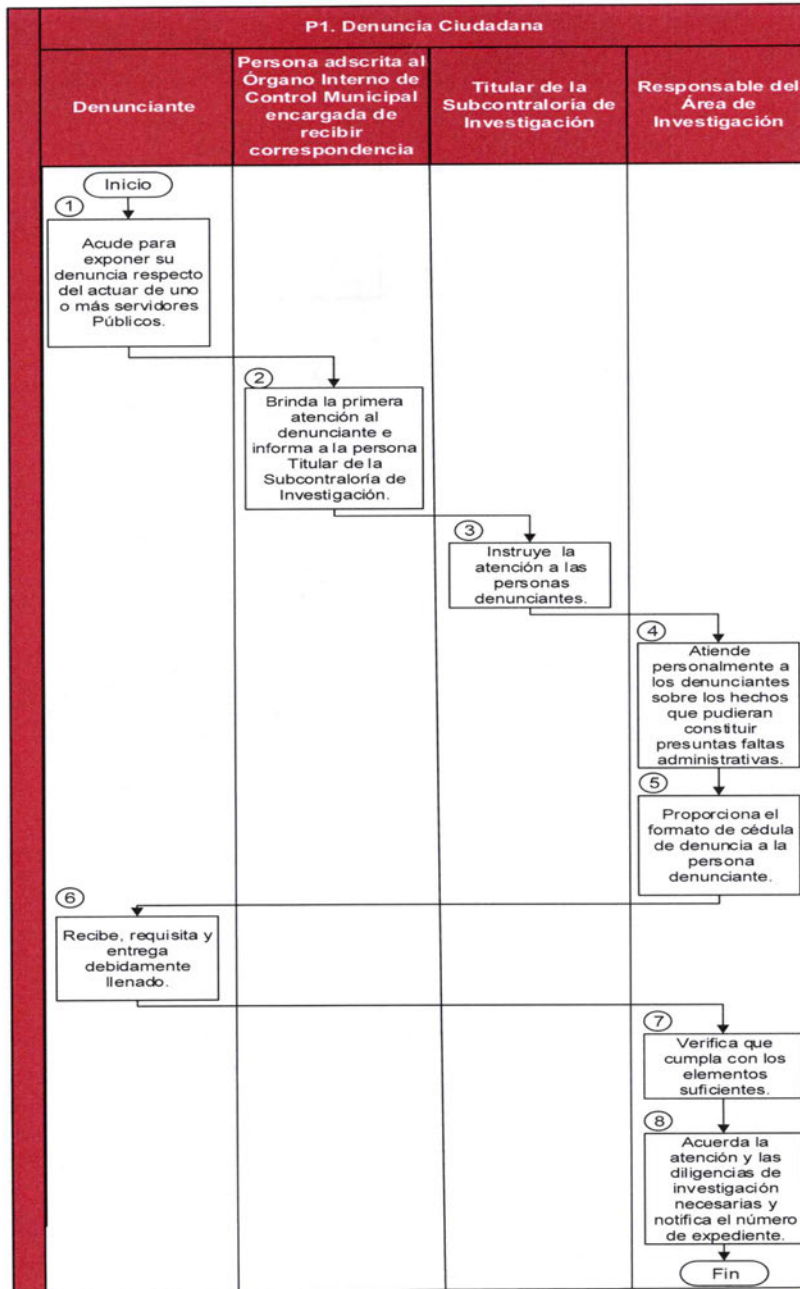 P1. Denuncia Ciudadana
Denunciante
Persona adscrita al
Órgano Interno de
Control Municipal
encargada de
recibir
correspondencia
Titular de la
Subcontraloría de
Investigación
Responsable del
Área de
Investigación
Inicio
1
Acude para
exponer su
denuncia respecto
del actuar de uno
o más servidores
Públicos.
2
Brinda la primera
atención al
denunciante e
informa a la persona
Titular de la
Subcontraloría de
Investigación.
3
Instruye la
atención a las
personas
denunciantes.
4
Atiende
personalmente a
los denunciantes
sobre los hechos
que pudieran
constituir
presuntas faltas
administrativas.
5
Proporciona el
formato de cédula
de denuncia a la
persona
denunciante.
6
Recibe, requisita y
entrega
debidamente
llenado.
7
Verifica que
cumpla con los
elementos
suficientes.
8
Acuerda la
atención y las
diligencias de
investigación
necesarias y
notifica el número
de expediente.
Fin